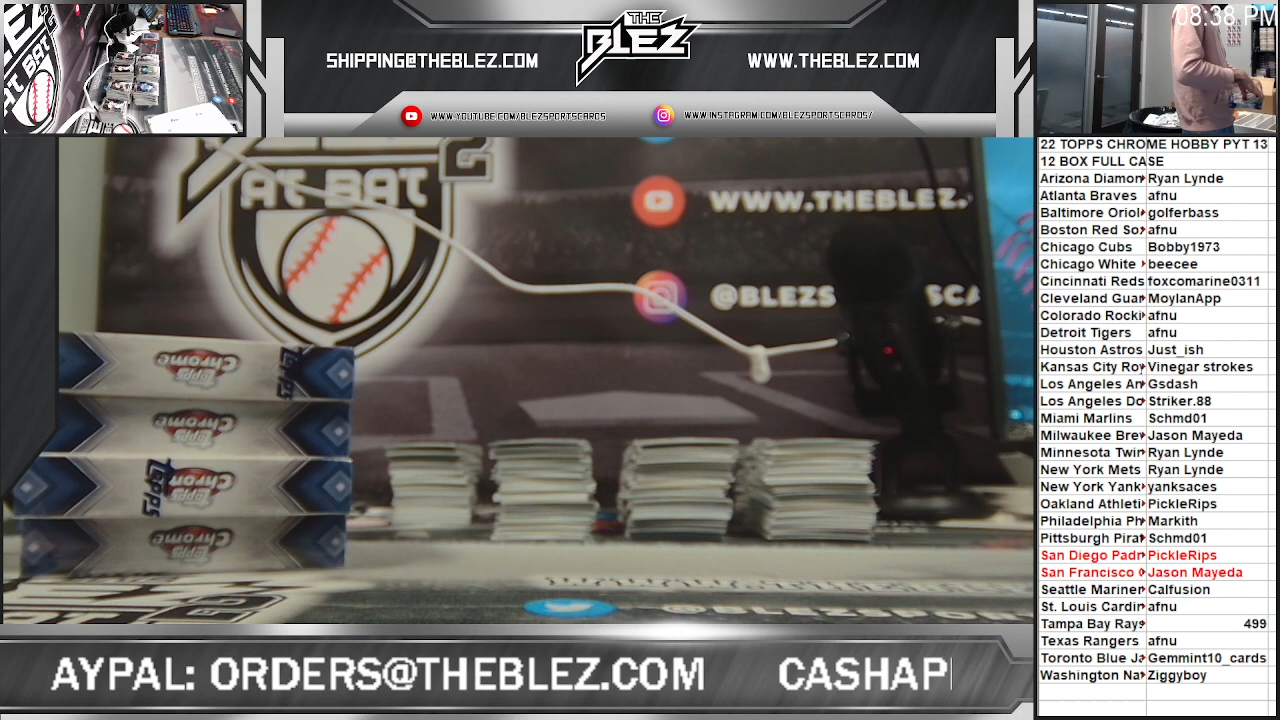 08:38 PM
THE
BLEZ
SHIPPING@THEBLEZ.COM
WWW.THEBLEZ.COM
WWW.YOUTUBE.COM/BLEZSPORTSCARDS
WWW.INSTAGRAM.COM/BLEZSPORTSCARDS/
AT BAT
WWW.THEBLEZ.
@BLEZS
SCA
Topps
Chrome
Topps
Topps
Chrome
Topps
Chrome
Topps
Topps
Chrome
22 TOPPS CHROME HOBBY PYT 13
12 BOX FULL CASE
Arizona Diamon Ryan Lynde
Atlanta Braves afnu
Baltimore Oriol golferbass
Boston Red So afnu
Chicago Cubs Bobby1973
Chicago White beecee
Cincinnati Reds foxcomarine0311
Cleveland Guar MoylanApp
Colorado Rocki afnu
Detroit Tigers afnu
Houston Astros Just_ish
Kansas City Roy Vinegar strokes
Los Angeles An Gsdash
Los Angeles Do Striker.88
Miami Marlins Schmd01
Milwaukee Brew Jason Mayeda
Minnesota Twin Ryan Lynde
New York Mets Ryan Lynde
New York Yank yanksaces
Oakland Athleti PickleRips
Philadelphia Ph Markith
Pittsburgh Pirat Schmd01
San Diego Padr PickleRips
San Francisco Jason Mayeda
Seattle Mariner Calfusion
St. Louis Cardin afnu
Tampa Bay Rays 499
Texas Rangers afnu
Toronto Blue Ja Gemmint10_cards
Washington Na Ziggyboy
AYPAL: ORDERS@THEBLEZ.COM CASHAP